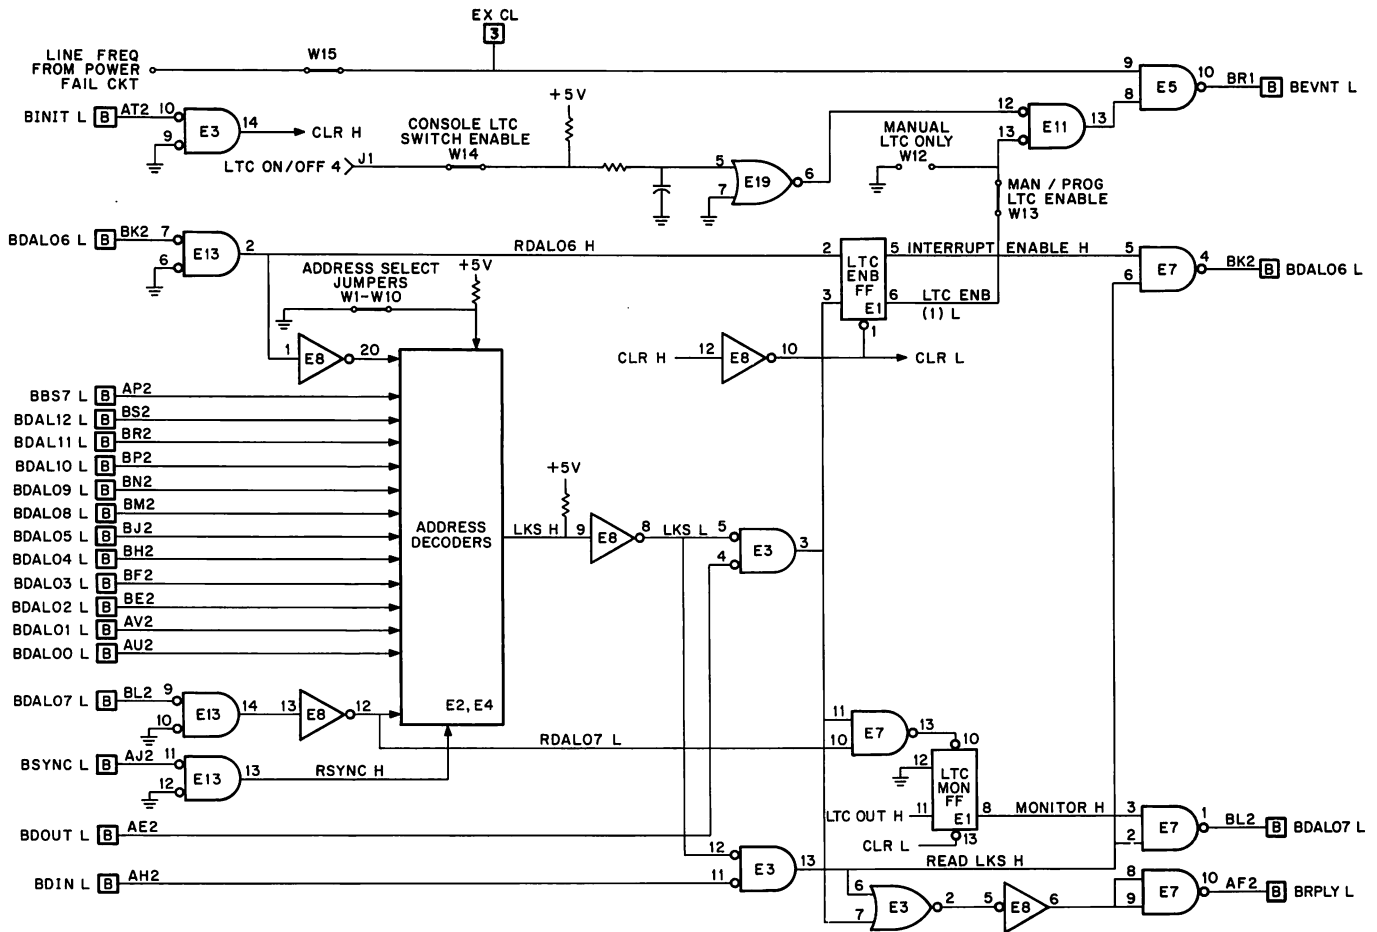 EX CL
3
LINE FREQ
FROM POWER
FAIL CKT
W15
9
8
E5
10
BR1
B
BEVNT L
BINIT L
B
AT2
10
9
E3
14
CLR H
+5V
CONSOLE LTC
SWITCH ENABLE
W14
LTC ON/OFF 4
J1
5
7
E19
6
MANUAL
LTC ONLY
W12
12
13
E11
13
MAN / PROG
LTC ENABLE
W13
BDAL06 L
B
BK2
7
6
E13
2
RDAL06 H
ADDRESS SELECT
JUMPERS
W1-W10
+5V
2
3
LTC
ENB
FF
E1
5
INTERRUPT ENABLE H
6
LTC ENB
(1) L
1
5
6
E7
4
BK2
B
BDAL06 L
1
E8
20
CLR H
12
E8
10
CLR L
BBS7 L
B
AP2
BDAL12 L
B
BS2
BDAL11 L
B
BR2
BDAL10 L
B
BP2
BDAL09 L
B
BN2
BDAL08 L
B
BM2
BDAL05 L
B
BJ2
BDAL04 L
B
BH2
BDAL03 L
B
BF2
BDAL02 L
B
BE2
BDAL01 L
B
AV2
BDAL00 L
B
AU2
ADDRESS
DECODERS
E2, E4
LKS H
+5V
9
E8
8
LKS L
5
4
E3
3
BDAL07 L
B
BL2
9
10
E13
14
13
E8
12
RDAL07 L
11
10
E7
13
10
BSYNC L
B
AJ2
11
12
E13
13
RSYNC H
12
LTC
MON
FF
E1
LTC OUT H
11
8
MONITOR H
13
CLR L
3
2
E7
1
BL2
B
BDAL07 L
BDOUT L
B
AE2
BDIN L
B
AH2
12
11
E3
13
READ LKS H
6
7
E3
2
5
E8
6
8
9
E7
10
AF2
B
BRPLY L